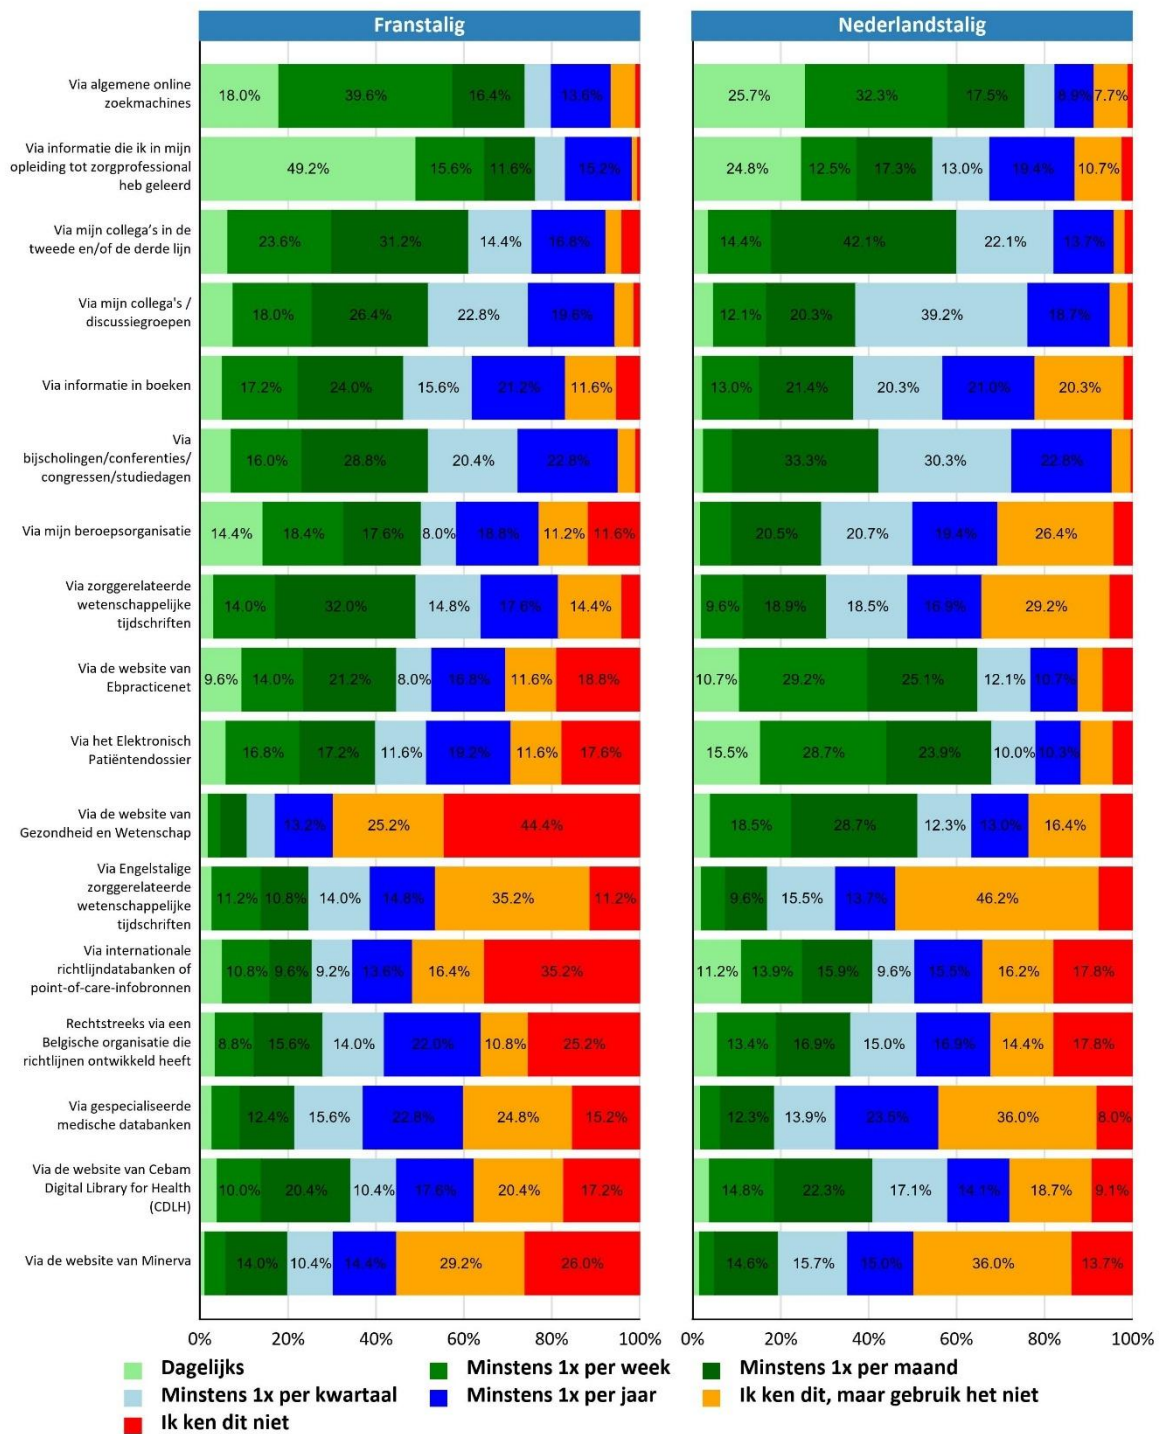 Franstalig
Nederlandstalig
Via algemene online
zoekmachines
18.0% 39.6% 16.4% 13.6%
25.7% 32.3% 17.5% 8.9% 7.7%
Via informatie die ik in mijn
opleiding tot zorgprofessional
heb geleerd
49.2% 15.6% 11.6% 15.2%
24.8% 12.5% 17.3% 13.0% 19.4% 10.7%
Via mijn collega’s in de
tweede en/of de derde lijn
23.6% 31.2% 14.4% 16.8%
14.4% 42.1% 22.1% 13.7%
Via mijn collega's /
discussiegroepen
18.0% 26.4% 22.8% 19.6%
12.1% 20.3% 39.2% 18.7%
Via informatie in boeken
17.2% 24.0% 15.6% 21.2% 11.6%
13.0% 21.4% 20.3% 21.0% 20.3%
Via
bijscholingen/conferenties/
congressen/studiedagen
16.0% 28.8% 20.4% 22.8%
33.3% 30.3% 22.8%
Via mijn beroepsorganisatie
14.4% 18.4% 17.6% 8.0% 18.8% 11.2% 11.6%
20.5% 20.7% 19.4% 26.4%
Via zorggerelateerde
wetenschappelijke
tijdschriften
14.0% 32.0% 14.8% 17.6% 14.4%
9.6% 18.9% 18.5% 16.9% 29.2%
Via de website van
Ebpracticenet
9.6% 14.0% 21.2% 8.0% 16.8% 11.6% 18.8%
10.7% 29.2% 25.1% 12.1% 10.7%
Via het Elektronisch
Patiëntendossier
16.8% 17.2% 11.6% 19.2% 11.6% 17.6%
15.5% 28.7% 23.9% 10.0% 10.3%
Via de website van
Gezondheid en Wetenschap
13.2% 25.2% 44.4%
18.5% 28.7% 12.3% 13.0% 16.4%
Via Engelstalige
zorggerelateerde
wetenschappelijke
tijdschriften
11.2% 10.8% 14.0% 14.8% 35.2% 11.2%
9.6% 15.5% 13.7% 46.2%
Via internationale
richtlijndatabanken of
point-of-care-infobronnen
10.8% 9.6% 9.2% 13.6% 16.4% 35.2%
11.2% 13.9% 15.9% 9.6% 15.5% 16.2% 17.8%
Rechtstreeks via een
Belgische organisatie die
richtlijnen ontwikkeld heeft
8.8% 15.6% 14.0% 22.0% 10.8% 25.2%
13.4% 16.9% 15.0% 16.9% 14.4% 17.8%
Via gespecialiseerde
medische databanken
12.4% 15.6% 22.8% 24.8% 15.2%
12.3% 13.9% 23.5% 36.0% 8.0%
Via de website van Cebam
Digital Library for Health
(CDLH)
10.0% 20.4% 10.4% 17.6% 20.4% 17.2%
14.8% 22.3% 17.1% 14.1% 18.7% 9.1%
Via de website van Minerva
14.0% 10.4% 14.4% 29.2% 26.0%
14.6% 15.7% 15.0% 36.0% 13.7%
0% 20% 40% 60% 80% 100%
0% 20% 40% 60% 80% 100%
Dagelijks
Minstens 1x per week
Minstens 1x per maand
Minstens 1x per kwartaal
Minstens 1x per jaar
Ik ken dit, maar gebruik het niet
Ik ken dit niet